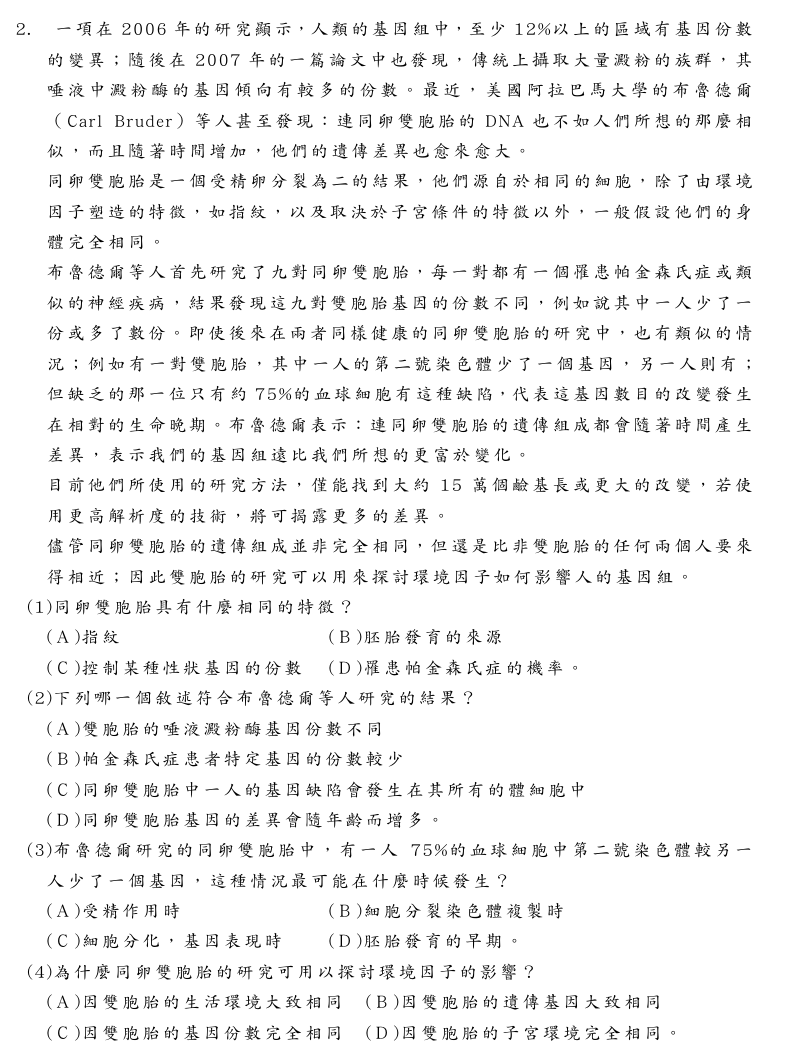 2. 一項在 2006 年的研究顯示，人類的基因組中，至少 12%以上的區域有基因份數
的變異；隨後在 2007 年的一篇論文中也發現，傳統上攝取大量澱粉的族群，其
唾液中澱粉酶的基因傾向有較多的份數。最近，美國阿拉巴馬大學的布魯德爾
（Carl Bruder）等人甚至發現：連同卵雙胞胎的 DNA 也不如人們所想的那麼相
似，而且隨著時間增加，他們的遺傳差異也愈來愈大。
同卵雙胞胎是一個受精卵分裂為二的結果，他們源自於相同的細胞，除了由環境
因子塑造的特徵，如指紋，以及取決於子宮條件的特徵以外，一般假設他們的身
體完全相同。
布魯德爾等人首先研究了九對同卵雙胞胎，每一對都有一個罹患帕金森氏症或類
似的神經疾病，結果發現這九對雙胞胎基因的份數不同，例如說其中一人少了一
份或多了數份。即使後來在兩者同樣健康的同卵雙胞胎的研究中，也有類似的情
況；例如有一對雙胞胎，其中一人的第二號染色體少了一個基因，另一人則有；
但缺乏的那一位只有約 75%的血球細胞有這種缺陷，代表這基因數目的改變發生
在相對的生命晚期。布魯德爾表示：連同卵雙胞胎的遺傳組成都會隨著時間產生
差異，表示我們的基因組遠比我們所想的更富於變化。
目前他們所使用的研究方法，僅能找到大約 15 萬個鹼基長或更大的改變，若使
用更高解析度的技術，將可揭露更多的差異。
儘管同卵雙胞胎的遺傳組成並非完全相同，但還是比非雙胞胎的任何兩個人要來
得相近；因此雙胞胎的研究可以用來探討環境因子如何影響人的基因組。
(1)同卵雙胞胎具有什麼相同的特徵？
(A)指紋 (B)胚胎發育的來源
(C)控制某種性狀基因的份數 (D)罹患帕金森氏症的機率。
(2)下列哪一個敘述符合布魯德爾等人研究的結果？
(A)雙胞胎的唾液澱粉酶基因份數不同
(B)帕金森氏症患者特定基因的份數較少
(C)同卵雙胞胎中一人的基因缺陷會發生在其所有的體細胞中
(D)同卵雙胞胎基因的差異會隨年齡而增多。
(3)布魯德爾研究的同卵雙胞胎中，有一人 75%的血球細胞中第二號染色體較另一
人少了一個基因，這種情況最可能在什麼時候發生？
(A)受精作用時 (B)細胞分裂染色體複製時
(C)細胞分化，基因表現時 (D)胚胎發育的早期。
(4)為什麼同卵雙胞胎的研究可用以探討環境因子的影響？
(A)因雙胞胎的生活環境大致相同 (B)因雙胞胎的遺傳基因大致相同
(C)因雙胞胎的基因份數完全相同 (D)因雙胞胎的子宮環境完全相同。